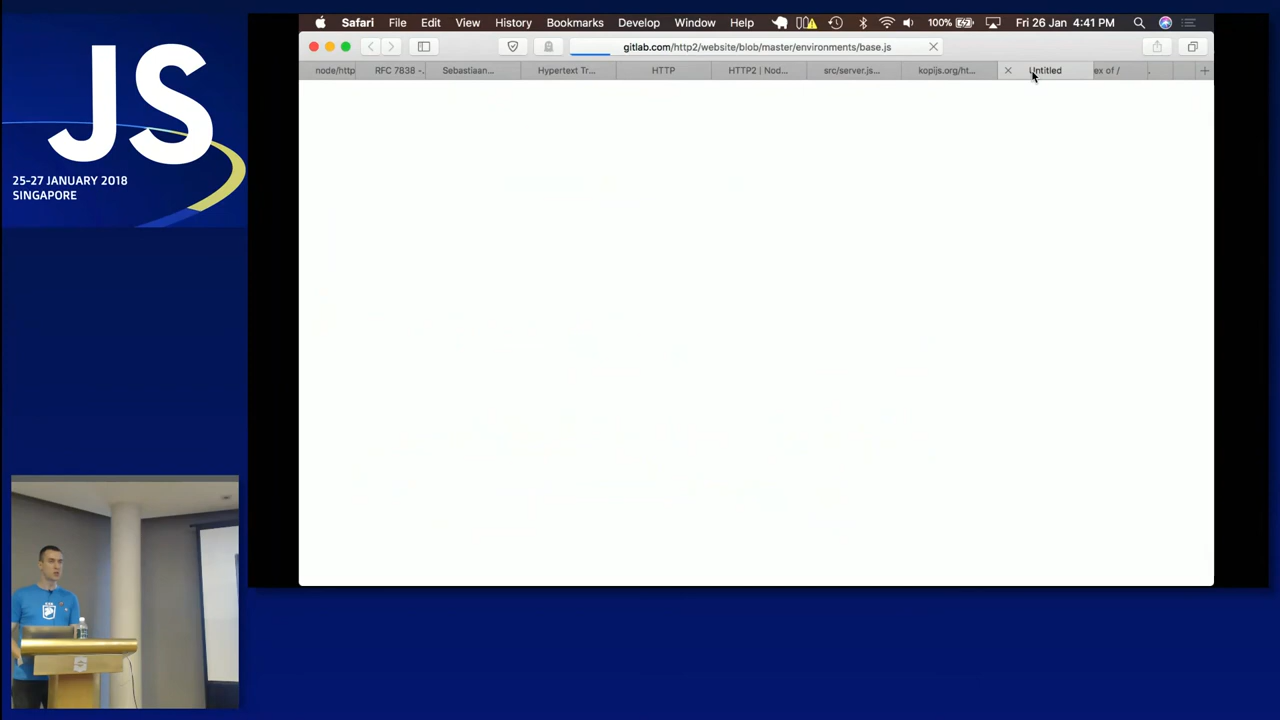 JS
25-27 JANUARY 2018
SINGAPORE
Safari File Edit View History Bookmarks Develop Window Help 100% Fri 26 Jan 4:41 PM
gitlab.com/http2/website/blob/master/environments/base.js
node/http RFC 7838 -. Sebastiaan... Hypertext Tr... HTTP HTTP2 | Nod... src/server.js... kopijs.org/ht... Untitled ex of / .